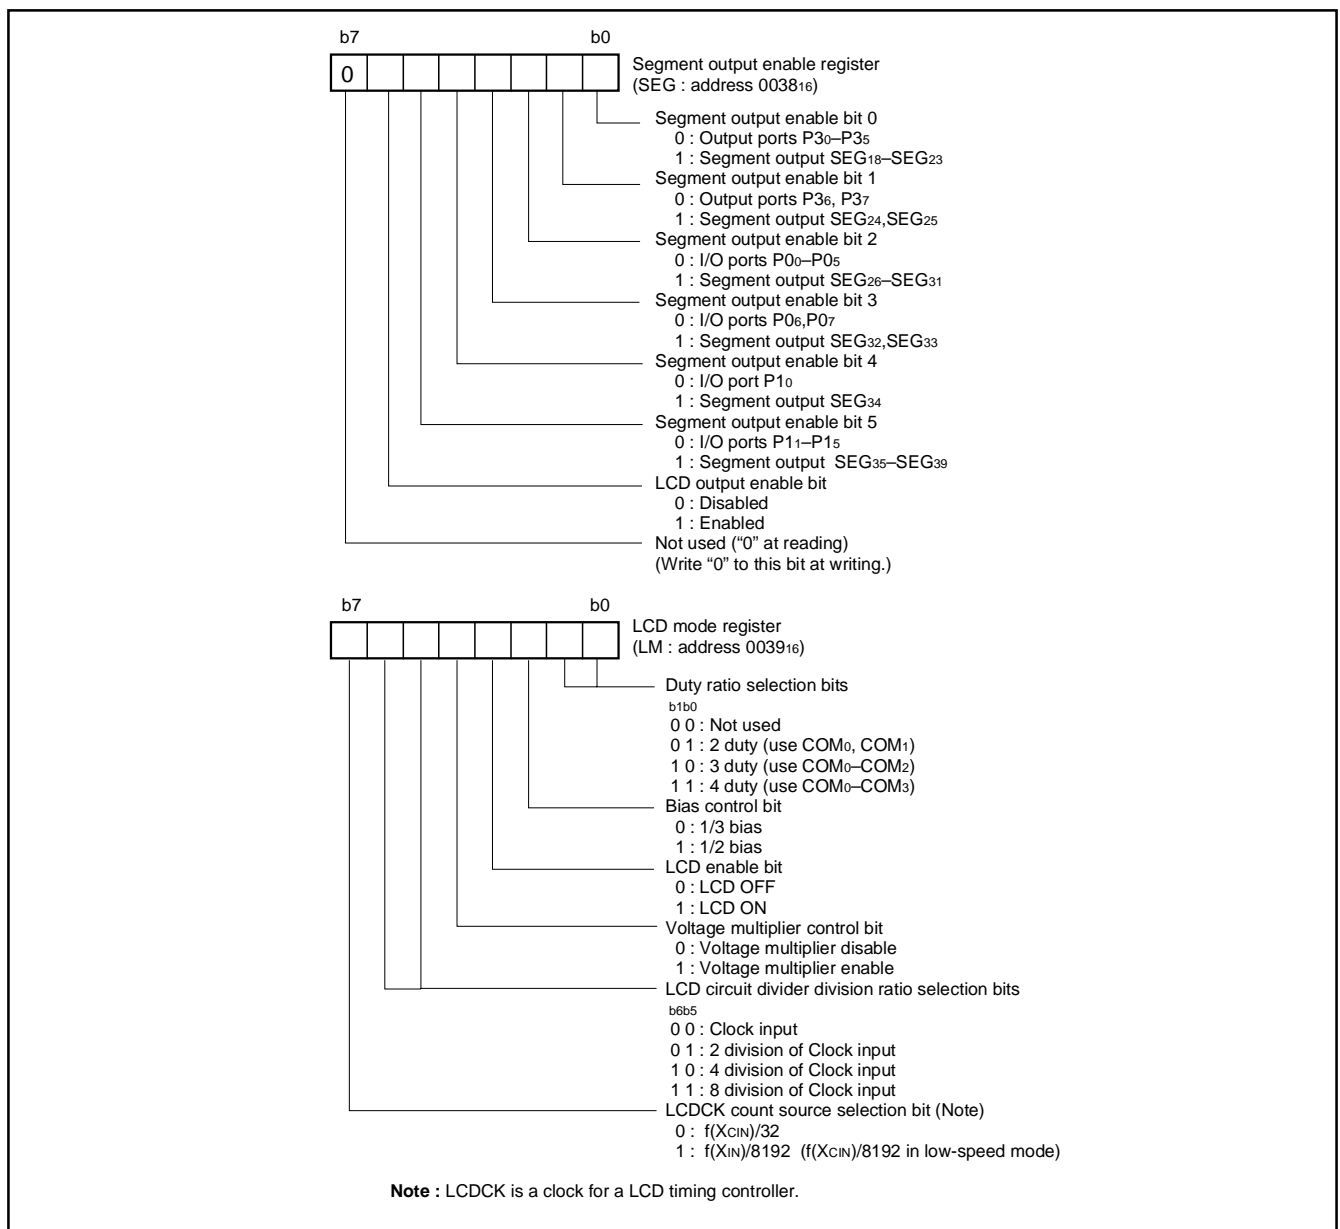 b7 b0
0
Segment output enable register
(SEG : address 003816)
Segment output enable bit 0
0 : Output ports P30–P35
1 : Segment output SEG18–SEG23
Segment output enable bit 1
0 : Output ports P36, P37
1 : Segment output SEG24,SEG25
Segment output enable bit 2
0 : I/O ports P00–P05
1 : Segment output SEG26–SEG31
Segment output enable bit 3
0 : I/O ports P06,P07
1 : Segment output SEG32,SEG33
Segment output enable bit 4
0 : I/O port P10
1 : Segment output SEG34
Segment output enable bit 5
0 : I/O ports P11–P15
1 : Segment output SEG35–SEG39
LCD output enable bit
0 : Disabled
1 : Enabled
Not used (“0” at reading)
(Write “0” to this bit at writing.)
b7 b0
LCD mode register
(LM : address 003916)
Duty ratio selection bits
b1b0
0 0 : Not used
0 1 : 2 duty (use COM0, COM1)
1 0 : 3 duty (use COM0–COM2)
1 1 : 4 duty (use COM0–COM3)
Bias control bit
0 : 1/3 bias
1 : 1/2 bias
LCD enable bit
0 : LCD OFF
1 : LCD ON
Voltage multiplier control bit
0 : Voltage multiplier disable
1 : Voltage multiplier enable
LCD circuit divider division ratio selection bits
b6b5
0 0 : Clock input
0 1 : 2 division of Clock input
1 0 : 4 division of Clock input
1 1 : 8 division of Clock input
LCDCK count source selection bit (Note)
0 : f(XCIN)/32
1 : f(XIN)/8192 (f(XCIN)/8192 in low-speed mode)
Note : LCDCK is a clock for a LCD timing controller.